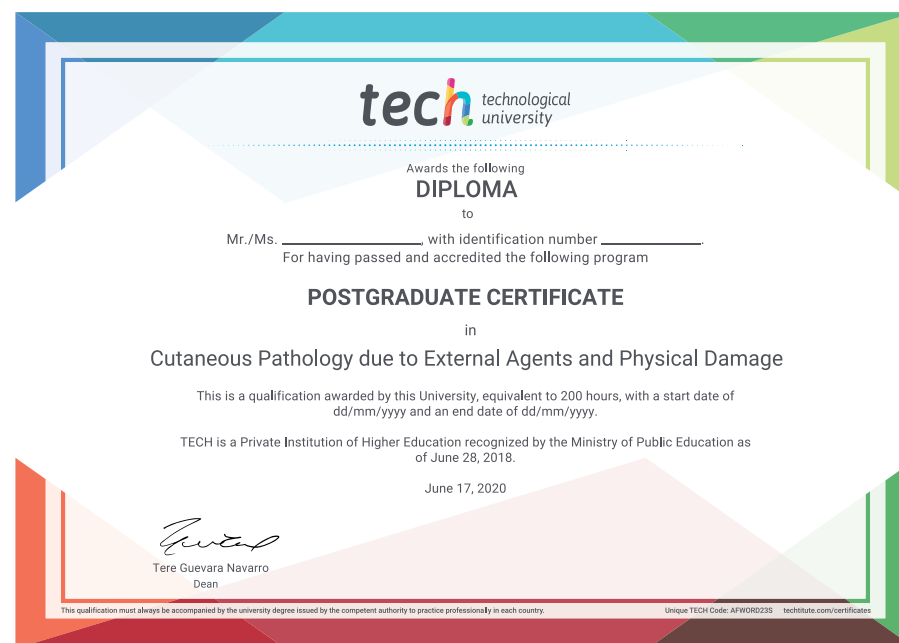 tech technological
university
Awards the following
DIPLOMA
to
Mr./Ms. ____________________, with identification number ______________.
For having passed and accredited the following program
POSTGRADUATE CERTIFICATE
in
Cutaneous Pathology due to External Agents and Physical Damage
This is a qualification awarded by this University, equivalent to 200 hours, with a start date of
dd/mm/yyyy and an end date of dd/mm/yyyy.
TECH is a Private Institution of Higher Education recognized by the Ministry of Public Education as
of June 28, 2018.
June 17, 2020
Tere Guevara Navarro
Dean
This qualification must always be accompanied by the university degree issued by the competent authority to practice professionally in each country. Unique TECH Code: AFWORD23S techtitute.com/certificates